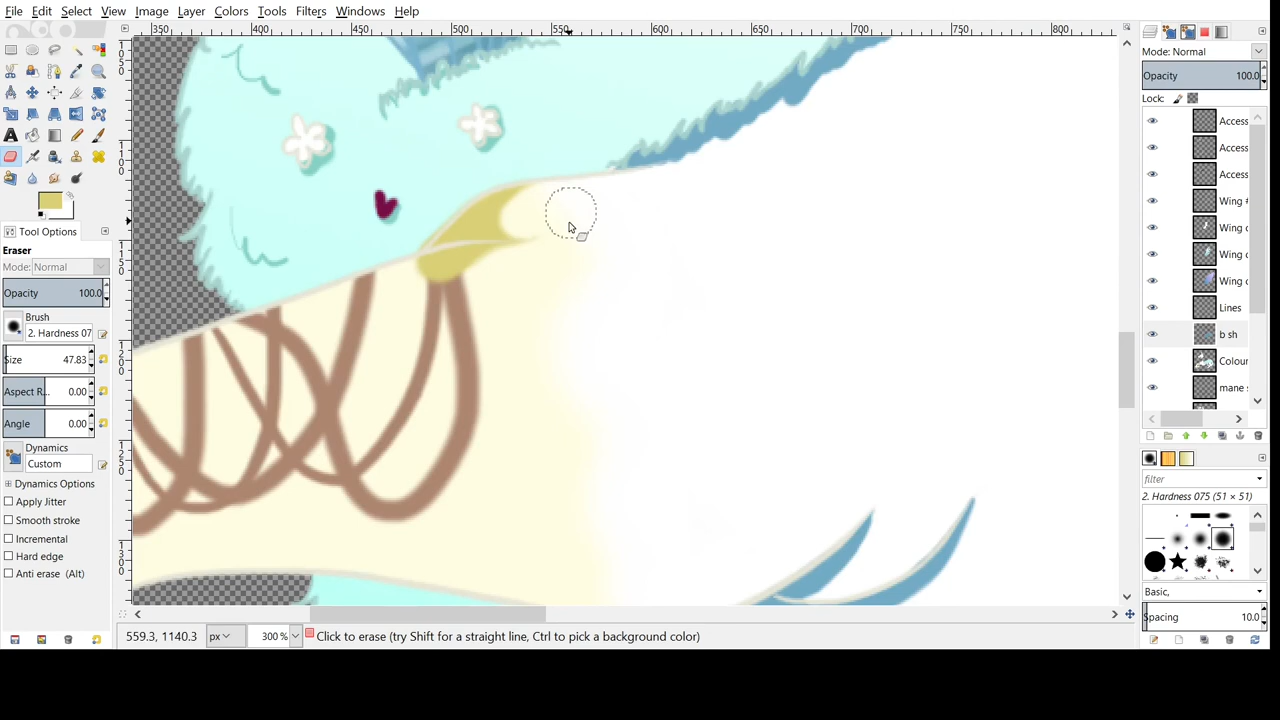 File Edit Select View Image Layer Colors Tools Filters Windows Help
350 400 450 500 550 600 650 700 750 800
Mode: Normal
Opacity 100.0
Lock:
Access
Access
Access
Wing #
Wing c
Wing c
Wing c
Lines
b sh
Colour
mane s
Tool Options
Eraser
Mode: Normal
Opacity 100.0
Brush
2. Hardness 07
Size 47.83
Aspect R... 0.00
Angle 0.00
Dynamics
Custom
Dynamics Options
Apply Jitter
Smooth stroke
Incremental
Hard edge
Anti erase (Alt)
filter
2. Hardness 075 (51 × 51)
Basic,
Spacing 10.0
559.3, 1140.3 px 300 % Click to erase (try Shift for a straight line, Ctrl to pick a background color)